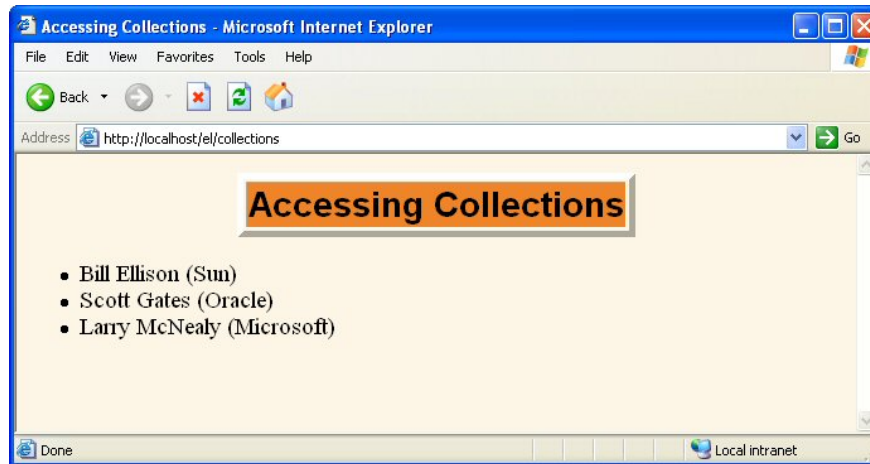 Accessing Collections - Microsoft Internet Explorer
File Edit View Favorites Tools Help
Back
Address http://localhost/el/collections Go
Accessing Collections
• Bill Ellison (Sun)
• Scott Gates (Oracle)
• Larry McNealy (Microsoft)
Done Local intranet